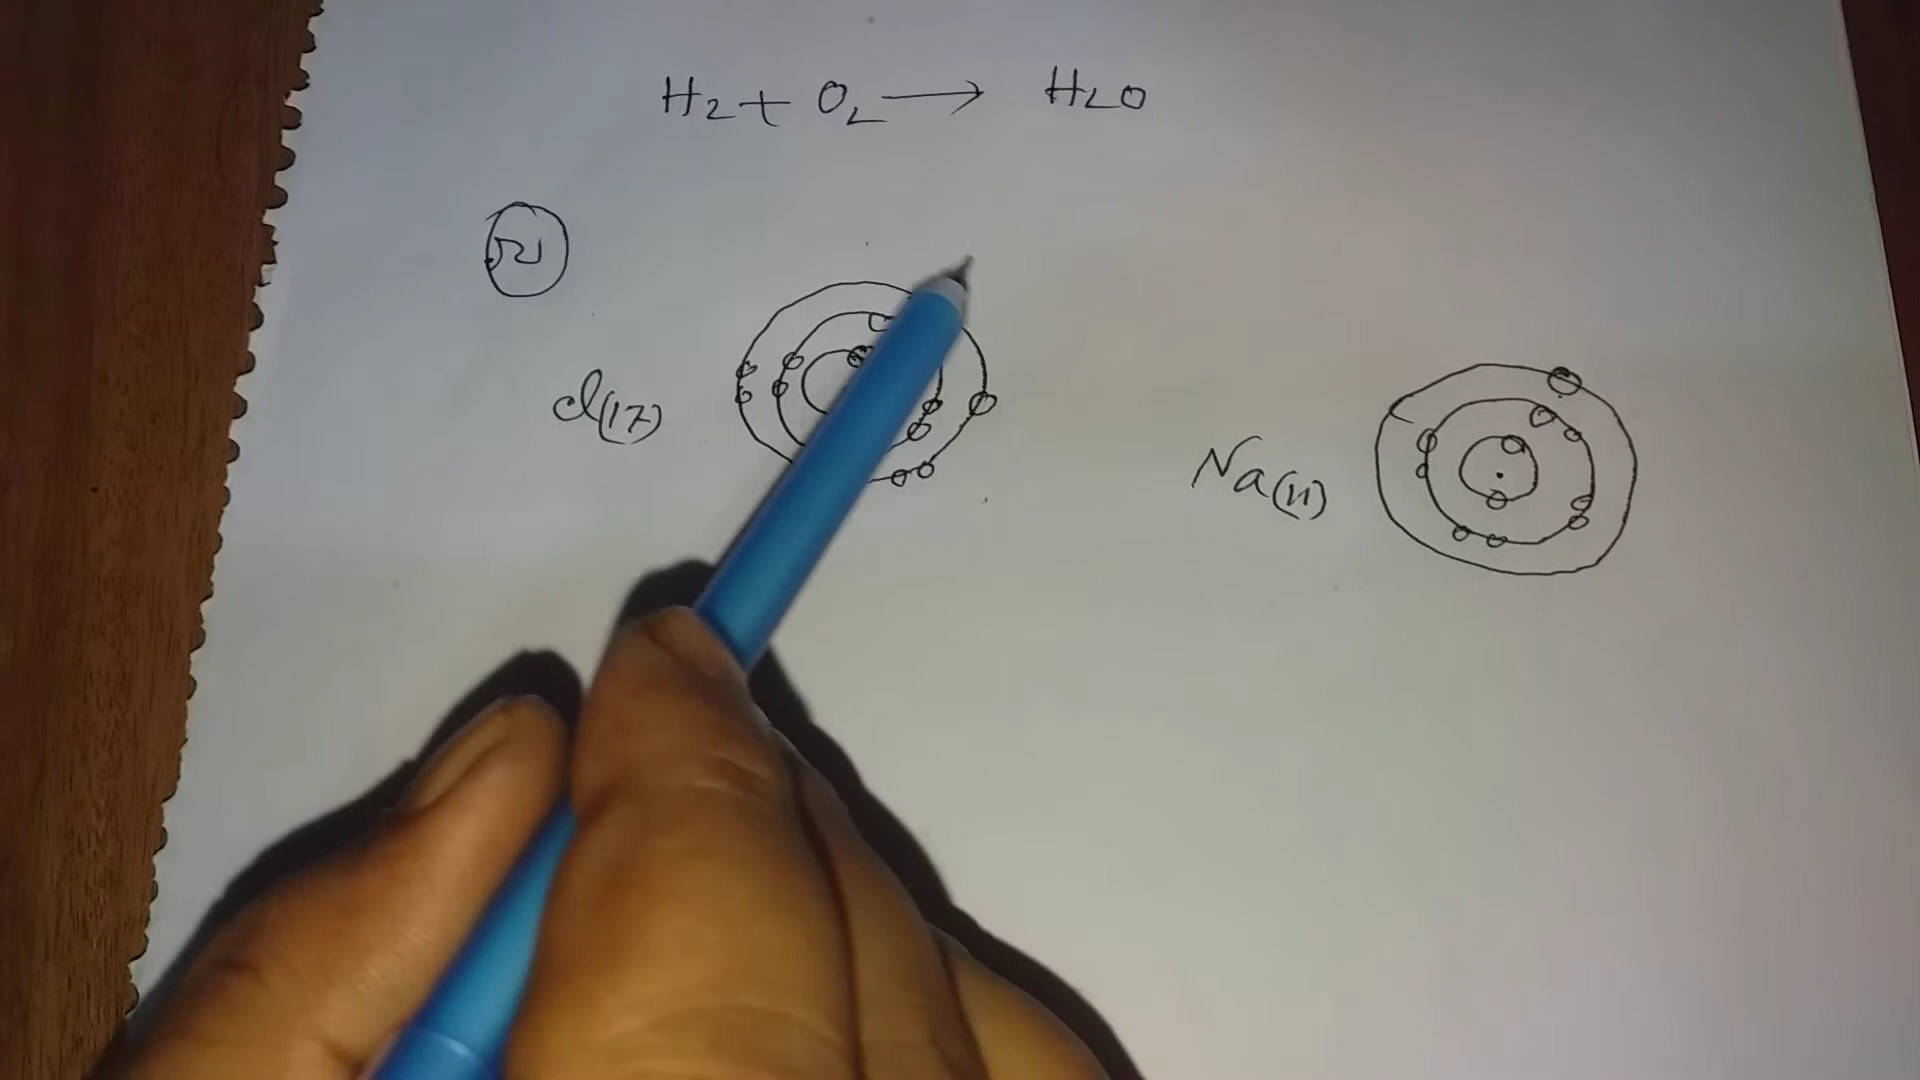 H2 + O2 → H2O
Cl(17)
Na(11)